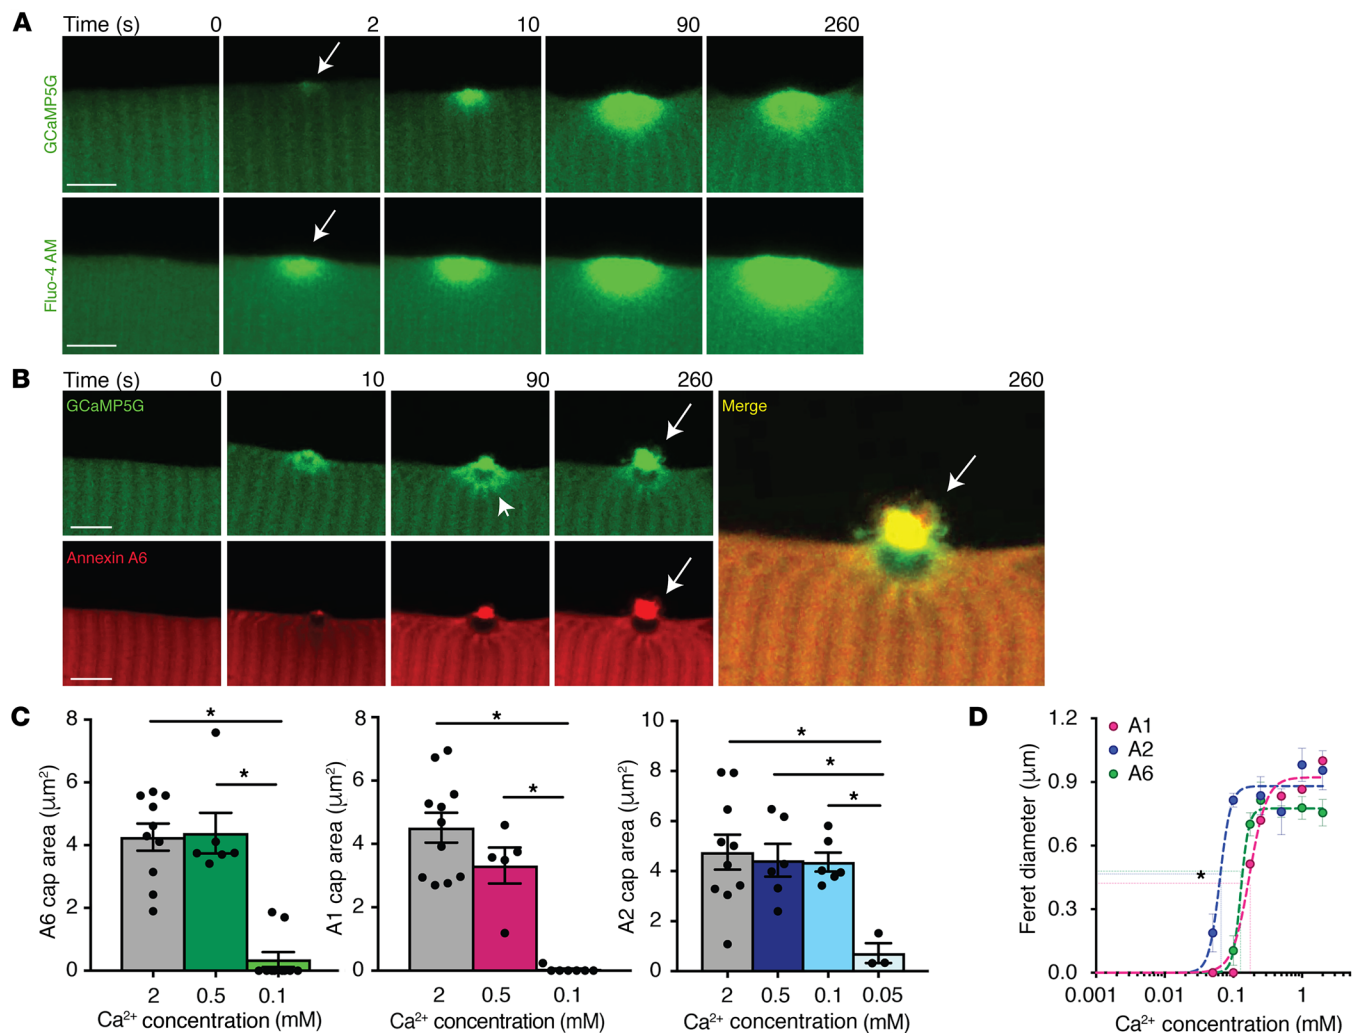 A
Time (s) 0 2 10 90 260
GCaMP5G
Fluo-4 AM
B
Time (s) 0 10 90 260 260
GCaMP5G
Merge
Annexin A6
C
A6 cap area (μm²)
8
6
4
2
0
*
*
2 0.5 0.1
Ca²⁺ concentration (mM)
A1 cap area (μm²)
8
6
4
2
0
*
*
2 0.5 0.1
Ca²⁺ concentration (mM)
A2 cap area (μm²)
10
8
6
4
2
0
*
*
*
2 0.5 0.1 0.05
Ca²⁺ concentration (mM)
D
Feret diameter (μm)
1.2
0.9
0.6
0.3
0.0
A1
A2
A6
*
0.001 0.01 0.1 1
Ca²⁺ concentration (mM)